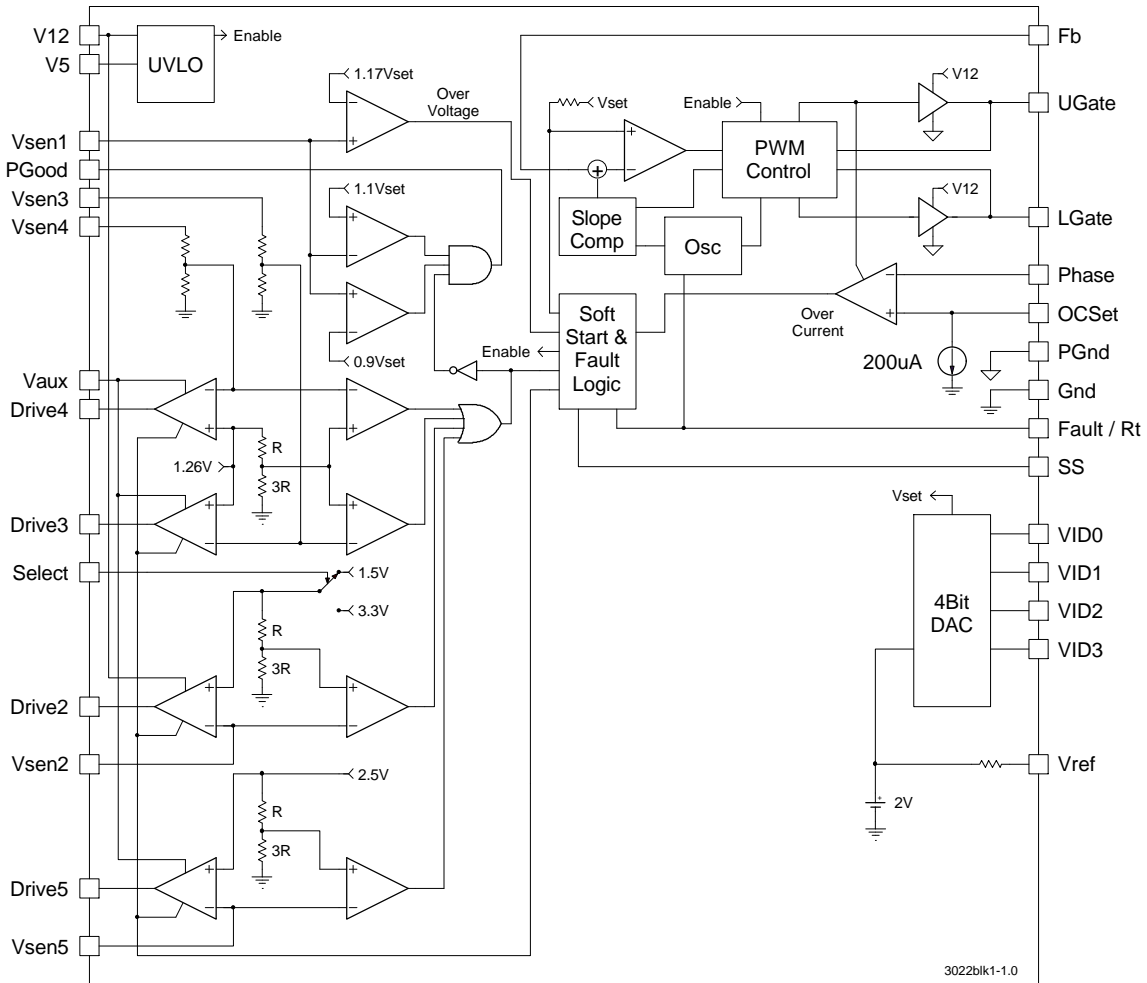 V12
V5
UVLO
Enable
Vsen1
PGood
Vsen3
Vsen4
1.17Vset
Over
Voltage
1.1Vset
0.9Vset
Vset
Enable
PWM
Control
V12
V12
Slope
Comp
Osc
Soft
Start &
Fault
Logic
Enable
Over
Current
200uA
Fb
UGate
LGate
Phase
OCSet
PGnd
Gnd
Fault / Rt
SS
Vaux
Drive4
1.26V
R
3R
Drive3
Select
1.5V
3.3V
R
3R
Drive2
Vsen2
2.5V
R
3R
Drive5
Vsen5
Vset
4Bit
DAC
VID0
VID1
VID2
VID3
Vref
2V
+
+
−
−
3022blk1-1.0